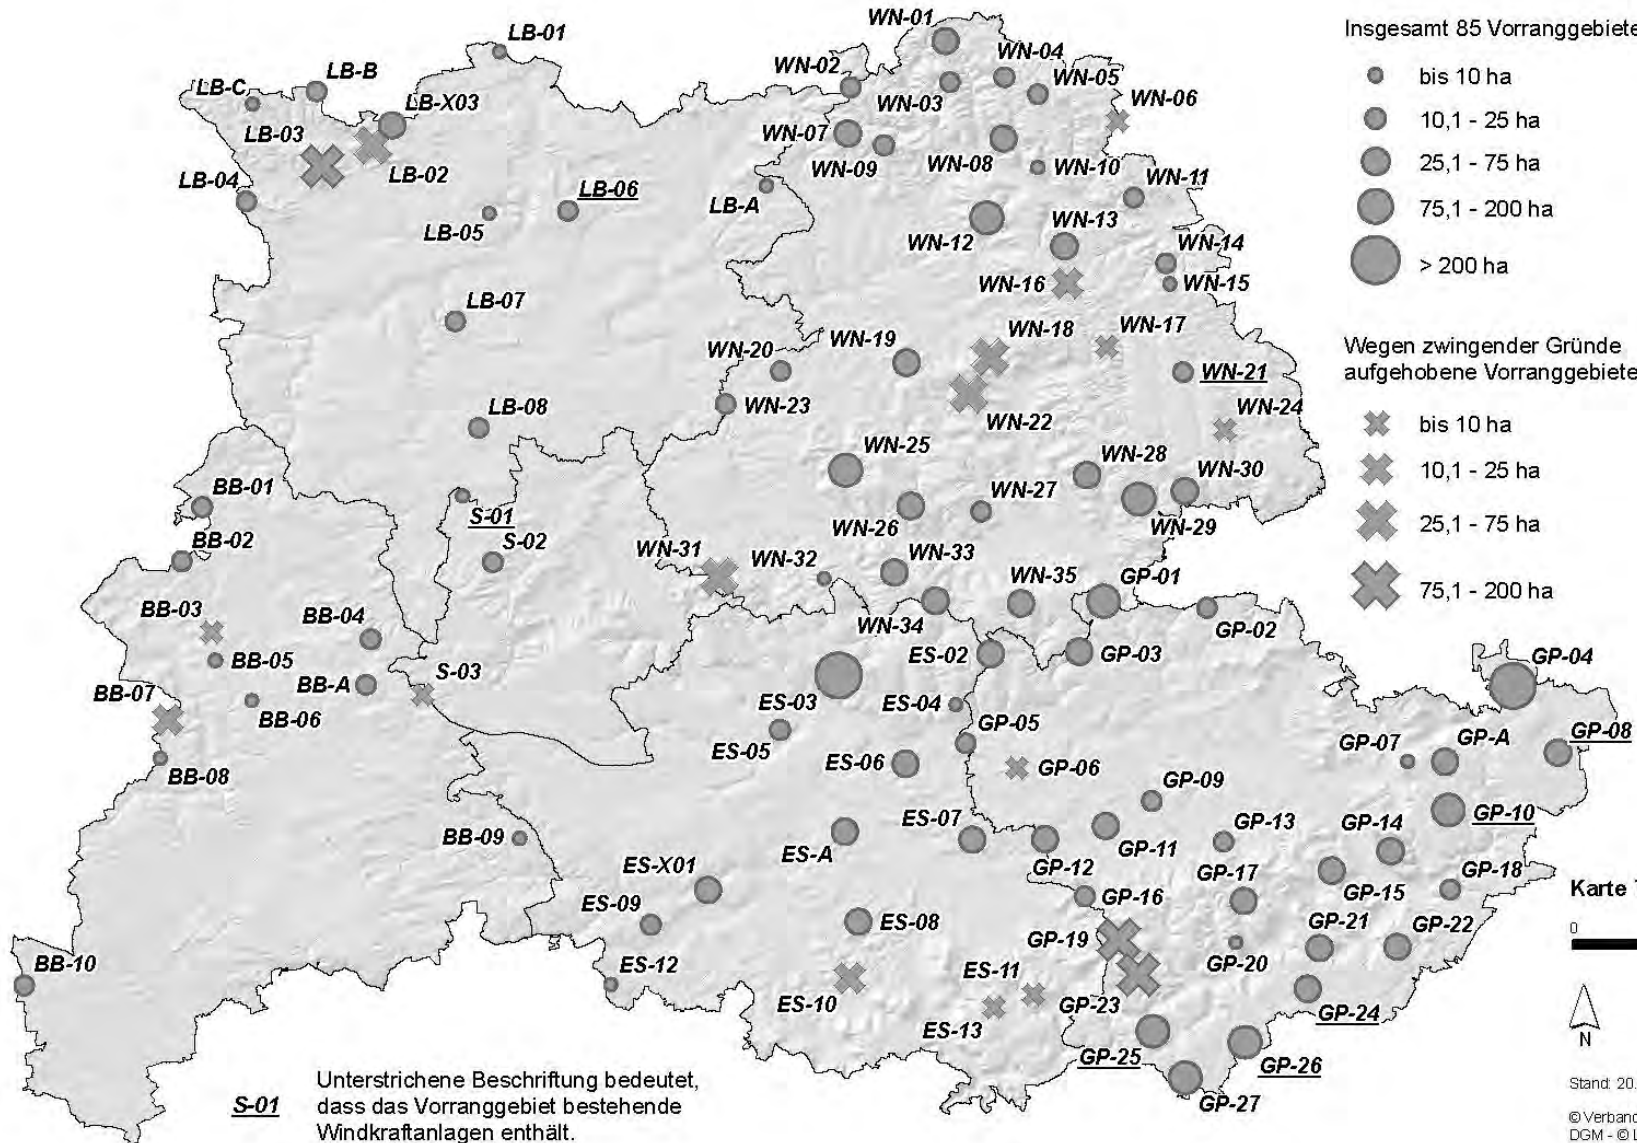 WN-01
LB-01
WN-04
WN-02
LB-B
WN-05
LB-C
WN-03
LB-X03
WN-06
LB-03
WN-07
LB-02
WN-09
WN-08
WN-10
LB-04
LB-06
LB-A
WN-11
LB-05
WN-12
WN-13
WN-14
WN-16
WN-15
LB-07
WN-18
WN-17
WN-19
WN-20
WN-21
WN-23
LB-08
WN-22
WN-24
WN-25
WN-28
WN-30
BB-01
WN-27
S-01
WN-26
WN-29
BB-02
S-02
WN-31
WN-32
WN-33
WN-35
GP-01
BB-03
BB-04
WN-34
GP-02
BB-05
ES-02
GP-03
S-03
GP-04
BB-07
BB-A
BB-06
ES-03
ES-04
GP-05
ES-05
GP-08
GP-07
GP-A
BB-08
ES-06
GP-06
GP-09
GP-10
ES-07
BB-09
ES-A
GP-11
GP-13
GP-14
GP-12
ES-X01
GP-17
GP-18
GP-16
GP-15
ES-09
ES-08
GP-21
GP-22
GP-19
BB-10
ES-12
GP-20
ES-11
ES-10
GP-23
ES-13
GP-24
GP-25
GP-26
GP-27
Insgesamt 85 Vorranggebiete
bis 10 ha
10,1 - 25 ha
25,1 - 75 ha
75,1 - 200 ha
> 200 ha
Wegen zwingender Gründe
aufgehobene Vorranggebiete
bis 10 ha
10,1 - 25 ha
25,1 - 75 ha
75,1 - 200 ha
Karte
0
N
Stand: 20.
© Verband
DGM - ©
S-01
Unterstrichene Beschriftung bedeutet,
dass das Vorranggebiet bestehende
Windkraftanlagen enthält.